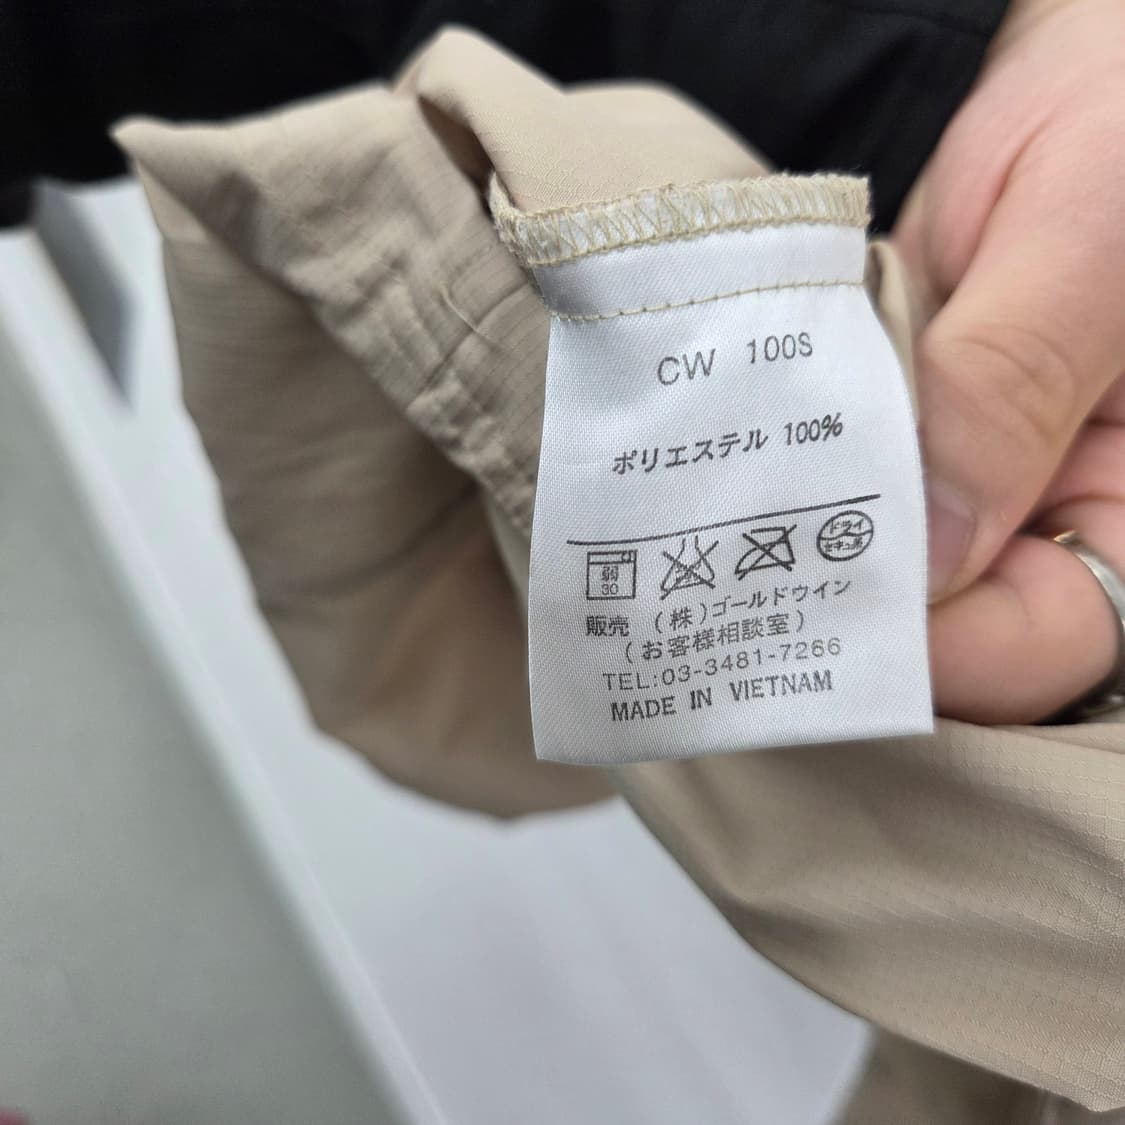 CW 100S
ポリエステル 100%
弱
30
ドライ
セキユ系
販売 (株)ゴールドウイン
(お客様相談室)
TEL:03-3481-7266
MADE IN VIETNAM